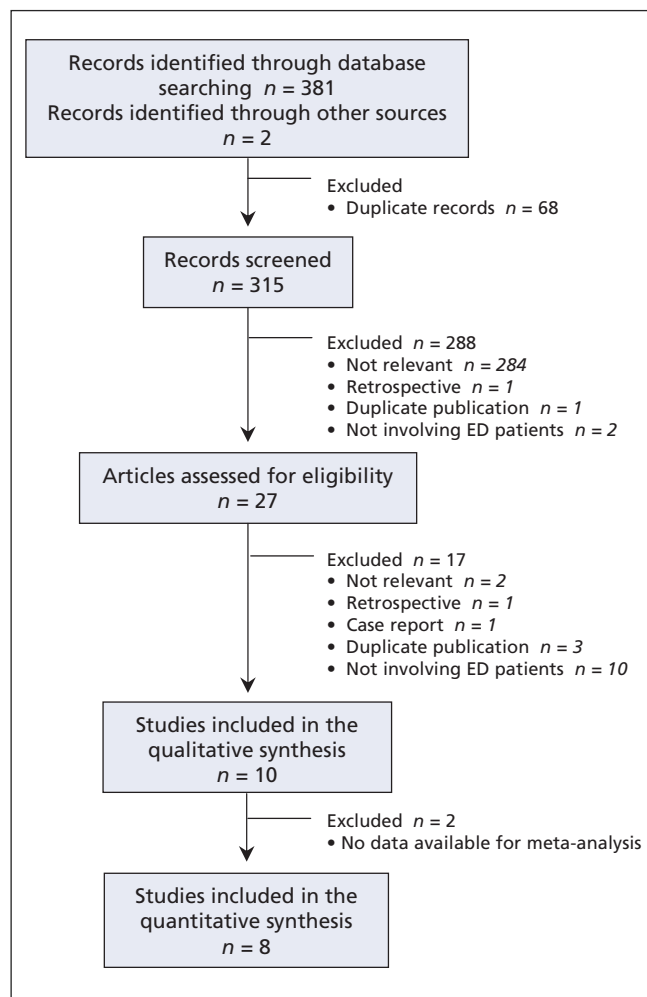 Records identified through database
searching n = 381
Records identified through other sources
n = 2
Excluded
• Duplicate records n = 68
Records screened
n = 315
Excluded n = 288
• Not relevant n = 284
• Retrospective n = 1
• Duplicate publication n = 1
• Not involving ED patients n = 2
Articles assessed for eligibility
n = 27
Excluded n = 17
• Not relevant n = 2
• Retrospective n = 1
• Case report n = 1
• Duplicate publication n = 3
• Not involving ED patients n = 10
Studies included in the
qualitative synthesis
n = 10
Excluded n = 2
• No data available for meta-analysis
Studies included in the
quantitative synthesis
n = 8